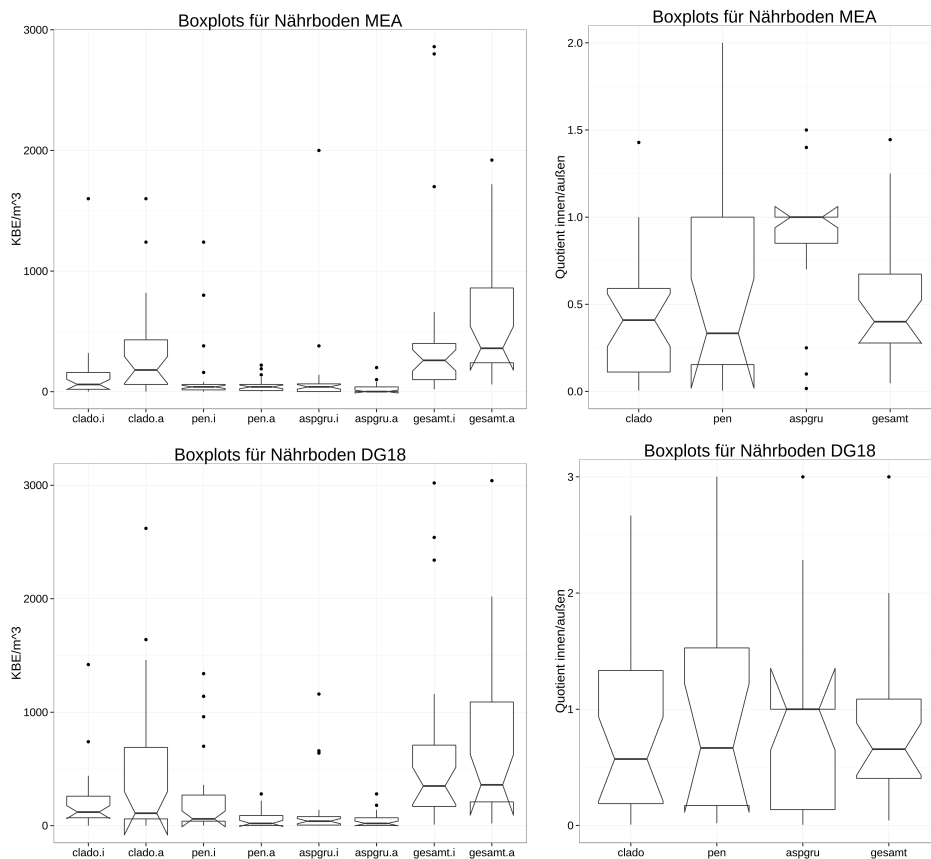 Boxplots für Nährboden MEA
3000
2000
1000
0
KBE/m^3
clado.i clado.a pen.i pen.a aspgru.i aspgru.a gesamt.i gesamt.a
Boxplots für Nährboden MEA
2.0
1.5
1.0
0.5
0.0
Quotient innen/außen
clado pen aspgru gesamt
Boxplots für Nährboden DG18
3000
2000
1000
0
KBE/m^3
clado.i clado.a pen.i pen.a aspgru.i aspgru.a gesamt.i gesamt.a
Boxplots für Nährboden DG18
3
2
1
0
Quotient innen/außen
clado pen aspgru gesamt